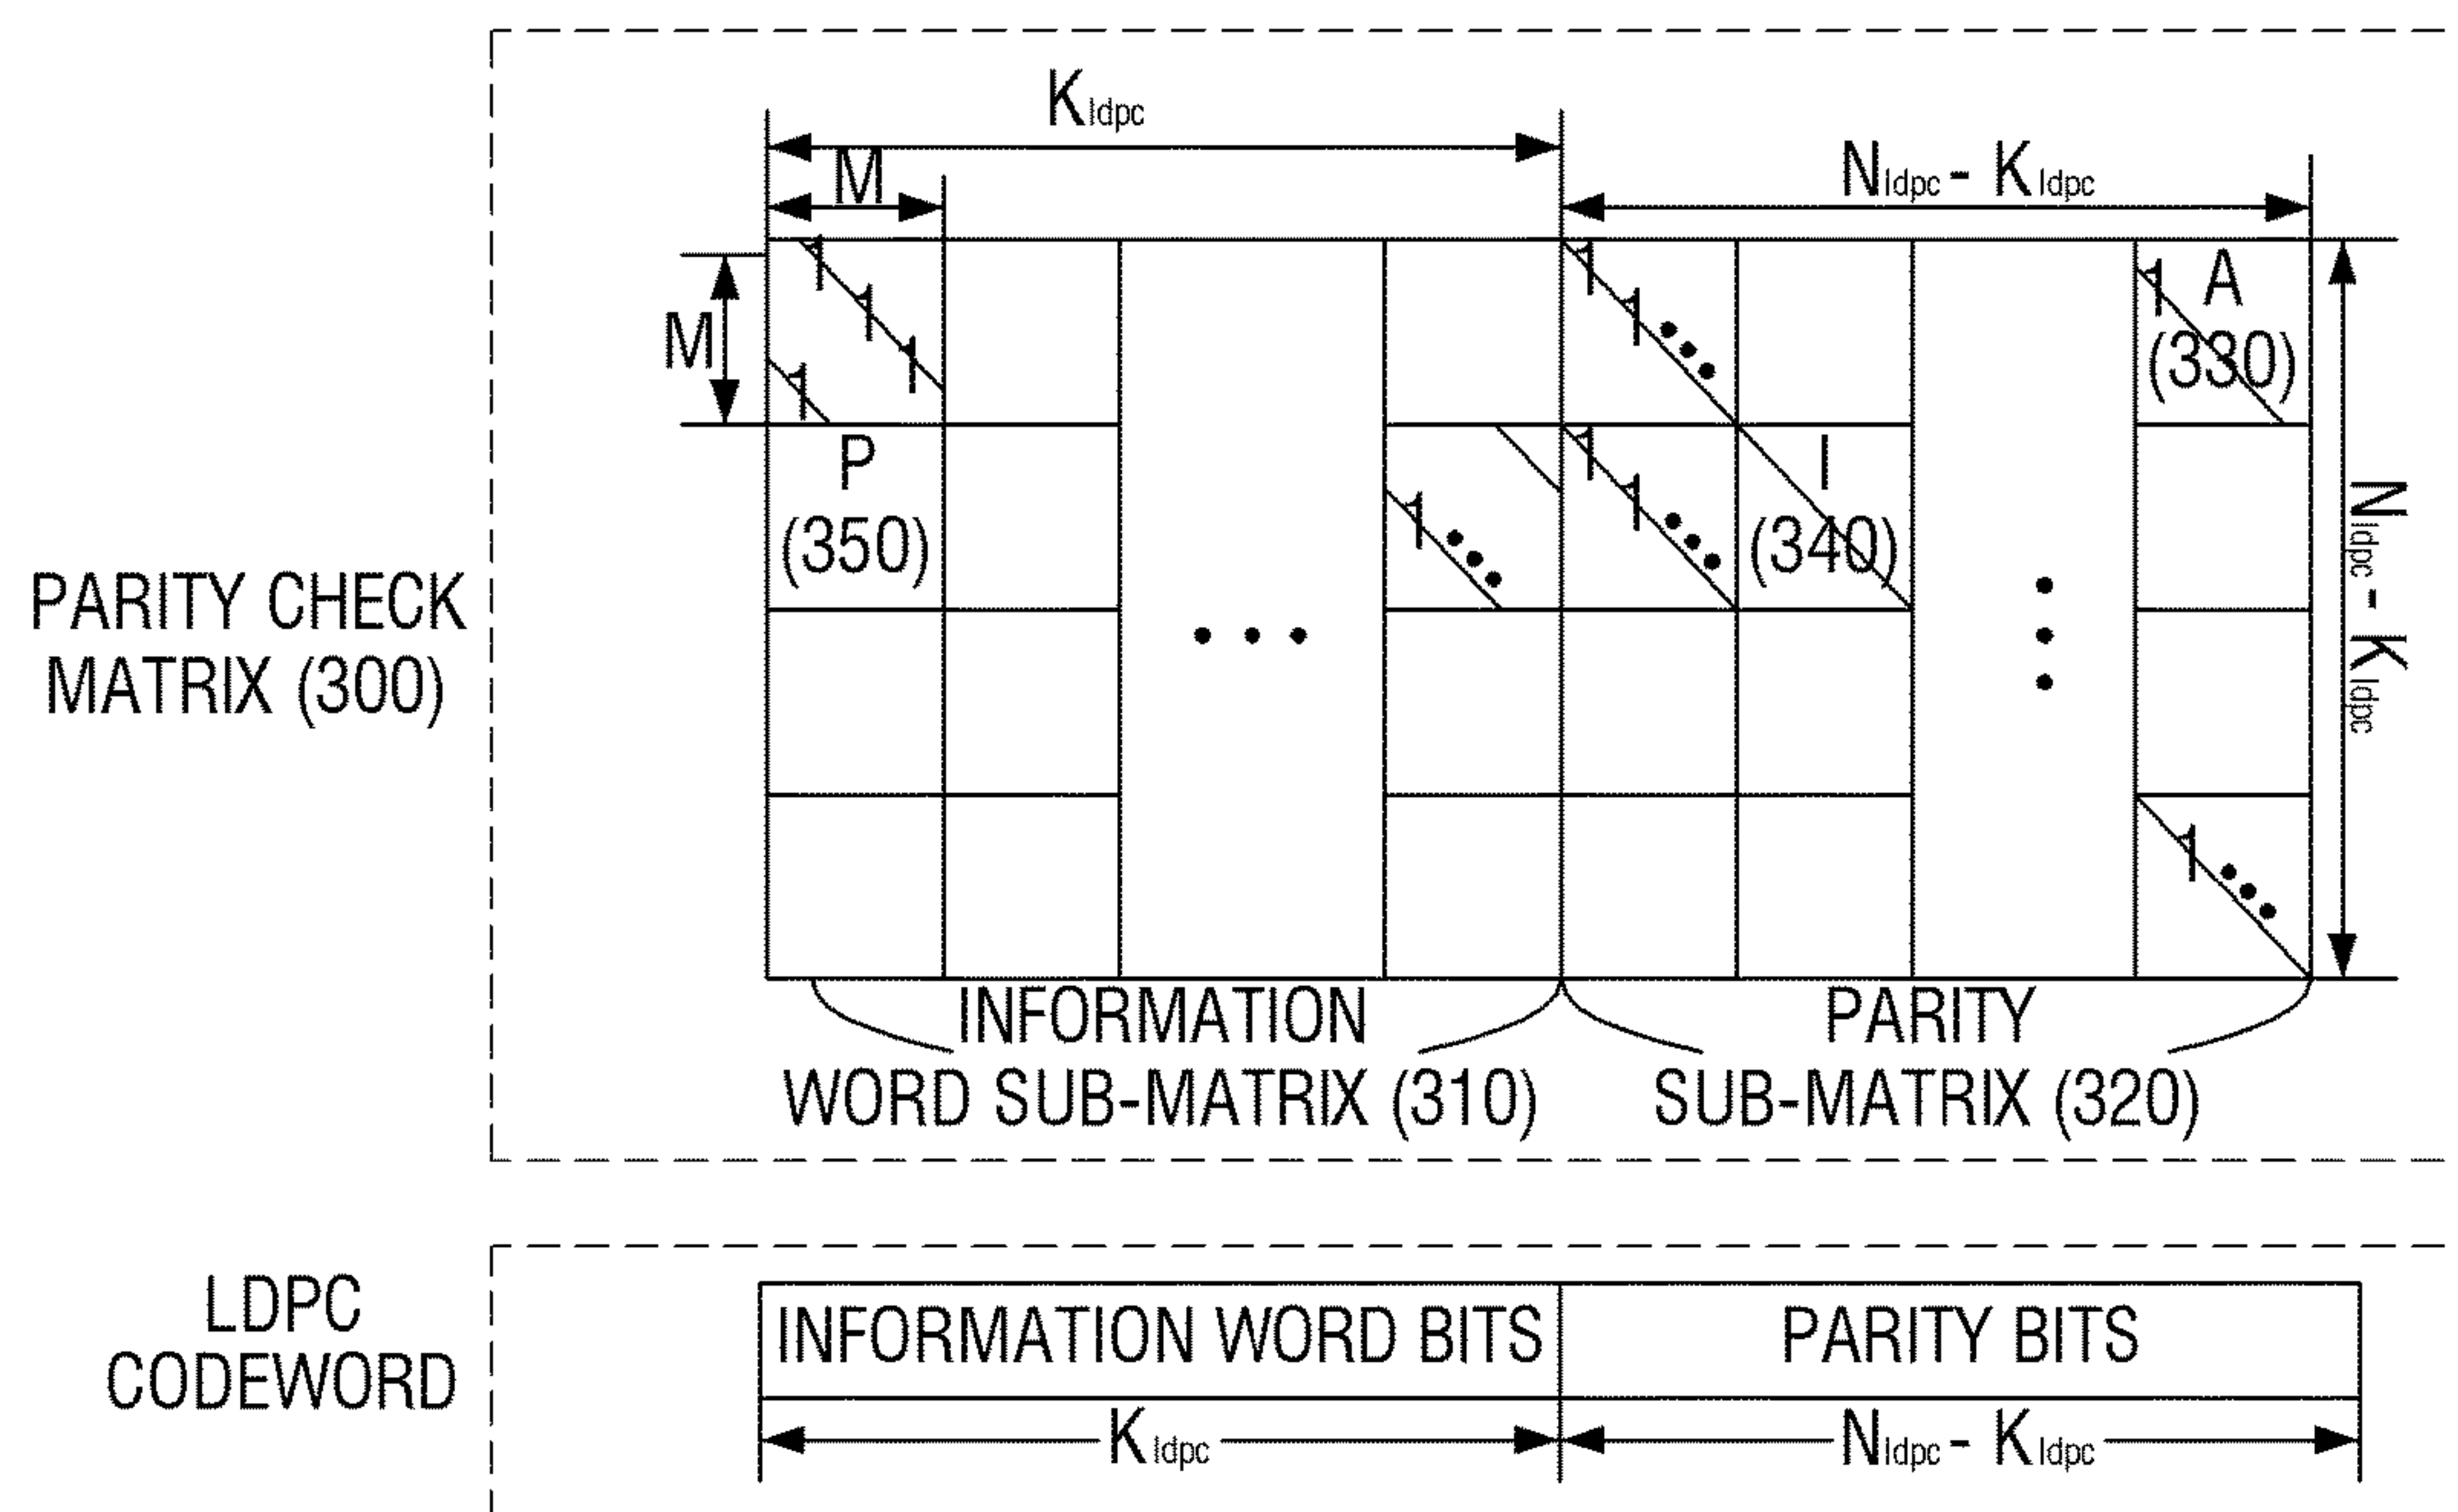 Kldpc
M
Nldpc - Kldpc
1
1
1
1
M
1
1
1
A
(330)
P
(350)
1
1
1
I
(340)
Nldpc - Kldpc
PARITY CHECK
MATRIX (300)
1
INFORMATION
WORD SUB-MATRIX (310)
PARITY
SUB-MATRIX (320)
LDPC
CODEWORD
INFORMATION WORD BITS
PARITY BITS
Kldpc
Nldpc - Kldpc